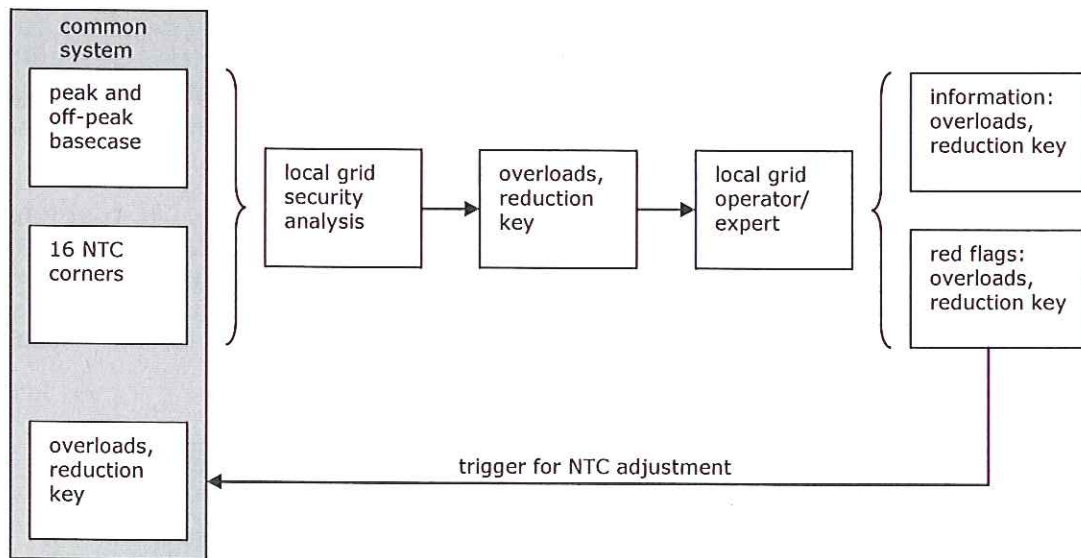 common
system
peak and
off-peak
basecase
16 NTC
corners
overloads,
reduction
key
local grid
security
analysis
overloads,
reduction
key
local grid
operator/
expert
information:
overloads,
reduction key
red flags:
overloads,
reduction key
trigger for NTC adjustment